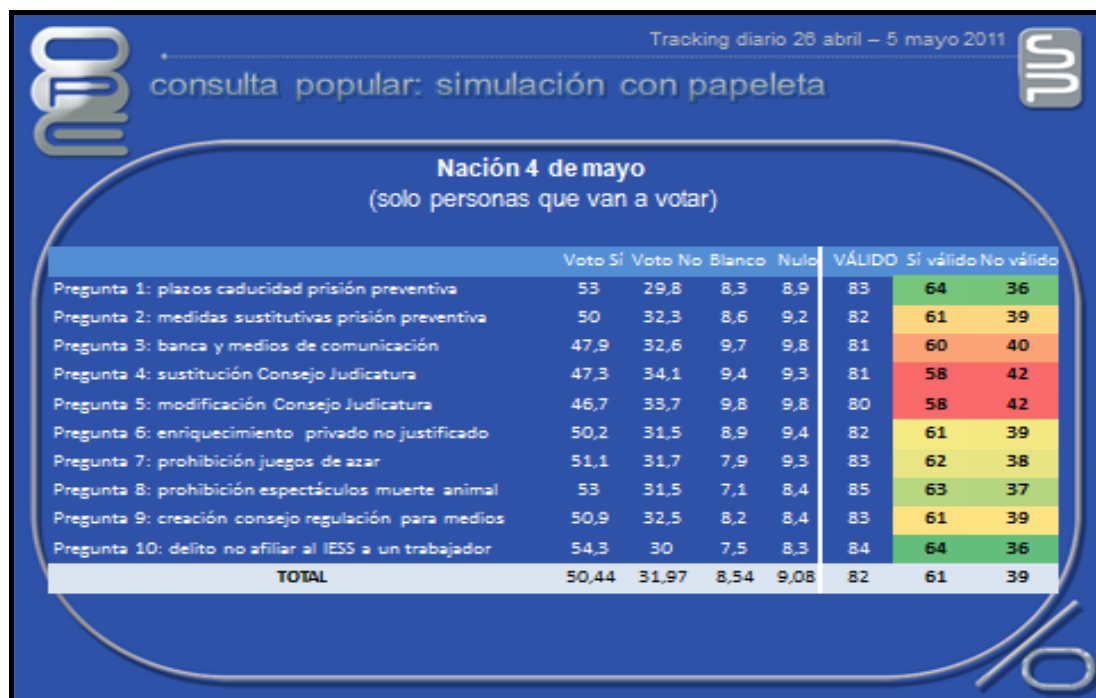 Tracking diario 26 abril – 5 mayo 2011
OPE
SP
consulta popular: simulación con papeleta
Nación 4 de mayo
(solo personas que van a votar)
Voto Sí Voto No Blanco Nulo VÁLIDO Sí válido No válido
Pregunta 1: plazos caducidad prisión preventiva 53 29,8 8,3 8,9 83 64 36
Pregunta 2: medidas sustitutivas prisión preventiva 50 32,3 8,6 9,2 82 61 39
Pregunta 3: banca y medios de comunicación 47,9 32,6 9,7 9,8 81 60 40
Pregunta 4: sustitución Consejo Judicatura 47,3 34,1 9,4 9,3 81 58 42
Pregunta 5: modificación Consejo Judicatura 46,7 33,7 9,8 9,8 80 58 42
Pregunta 6: enriquecimiento privado no justificado 50,2 31,5 8,9 9,4 82 61 39
Pregunta 7: prohibición juegos de azar 51,1 31,7 7,9 9,3 83 62 38
Pregunta 8: prohibición espectáculos muerte animal 53 31,5 7,1 8,4 85 63 37
Pregunta 9: creación consejo regulación para medios 50,9 32,5 8,2 8,4 83 61 39
Pregunta 10: delito no afiliar al IESS a un trabajador 54,3 30 7,5 8,3 84 64 36
TOTAL 50,44 31,97 8,54 9,08 82 61 39
%